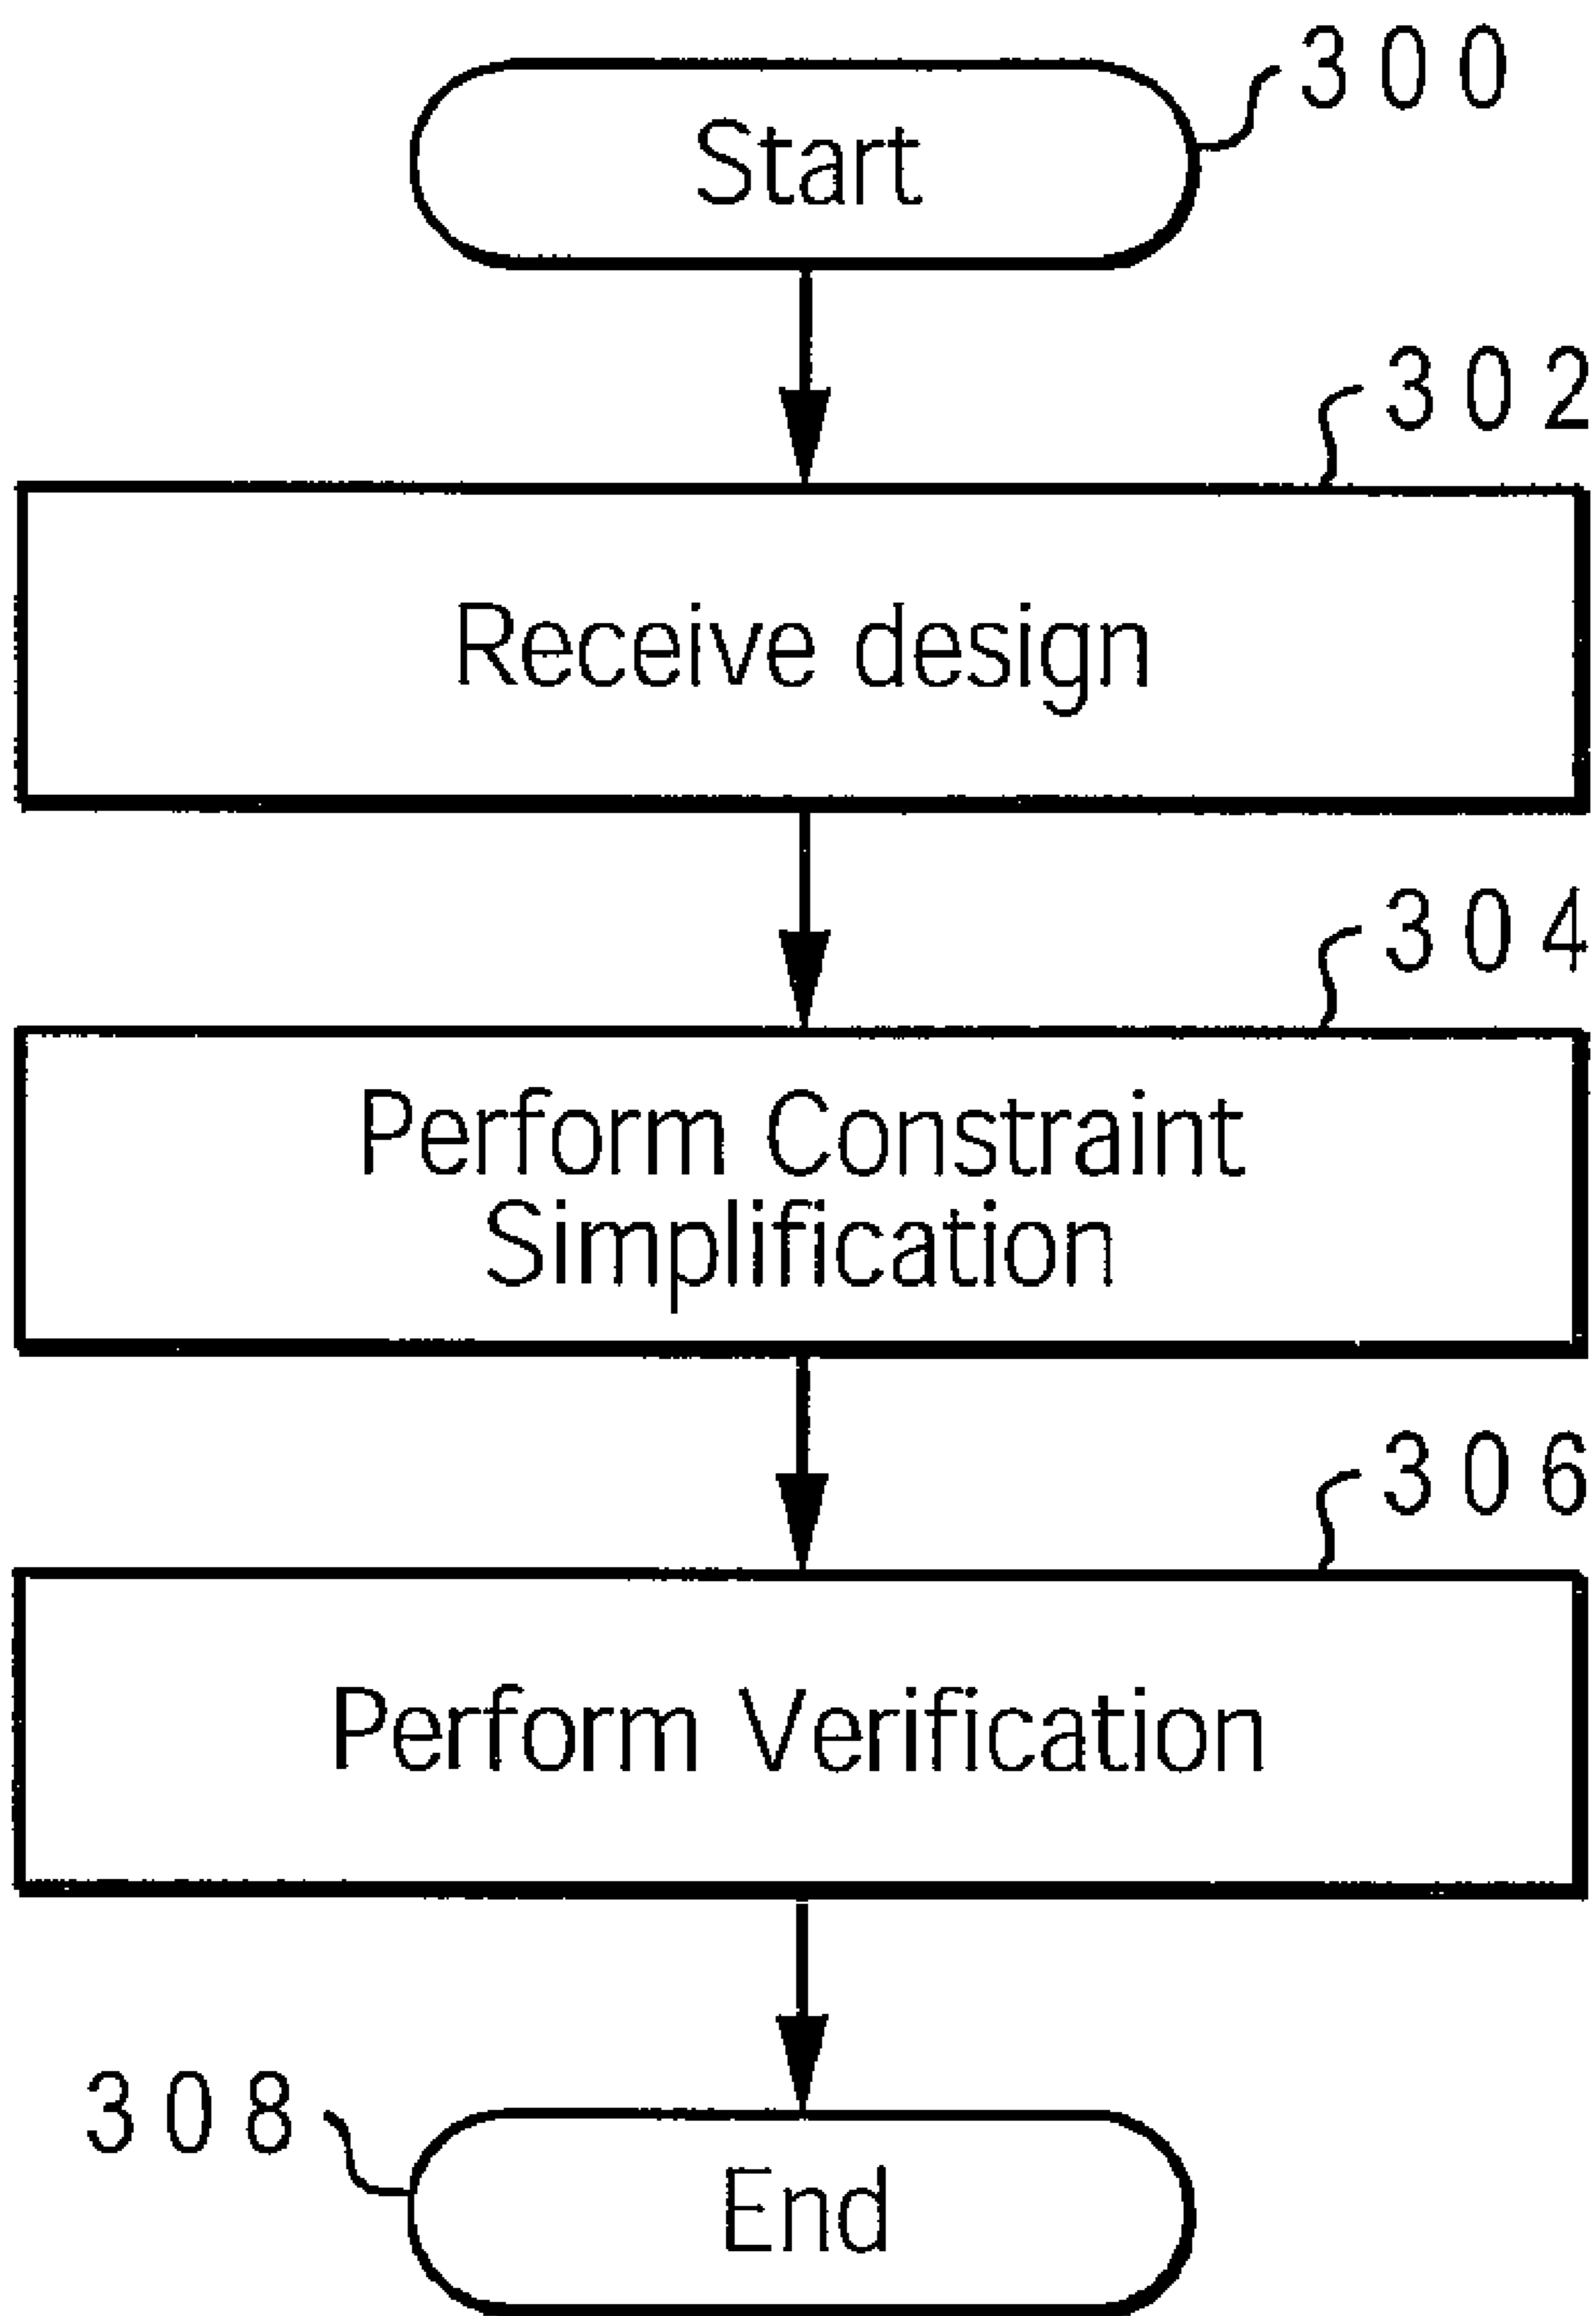 300
Start
302
Receive design
304
Perform Constraint
Simplification
306
Perform Verification
308
End